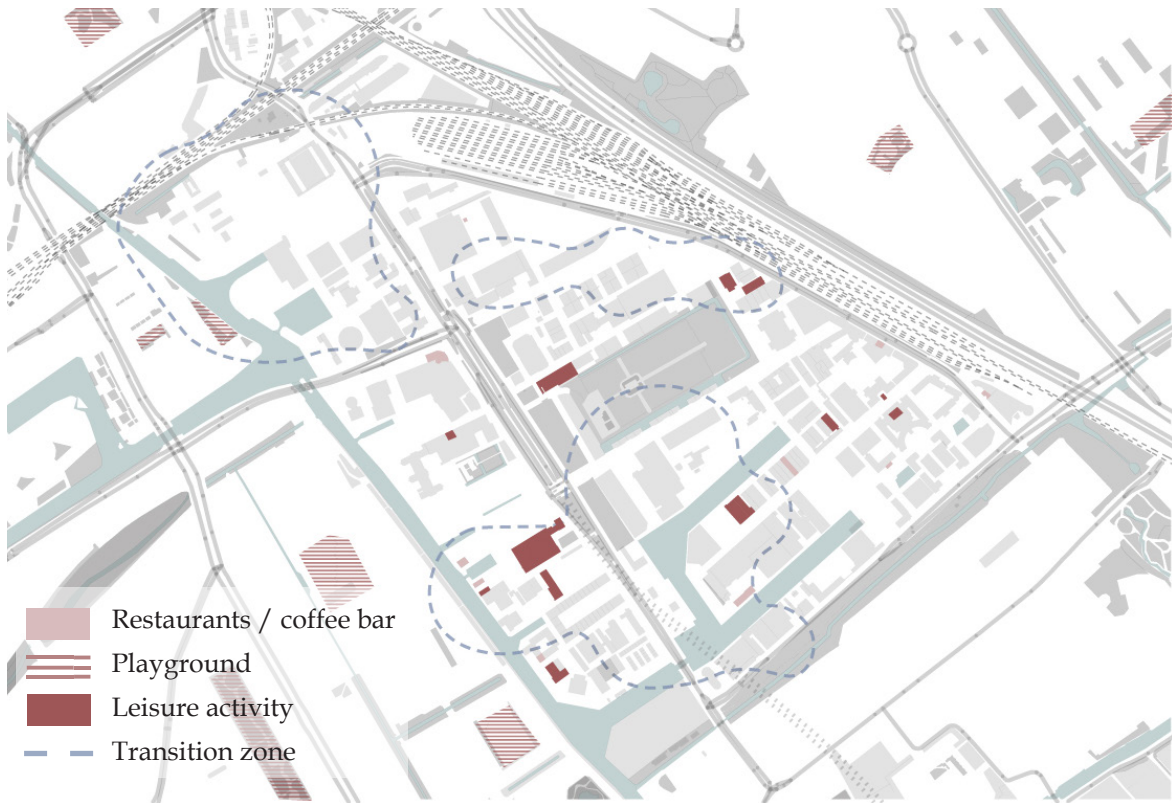 Restaurants / coffee bar
Playground
Leisure activity
Transition zone